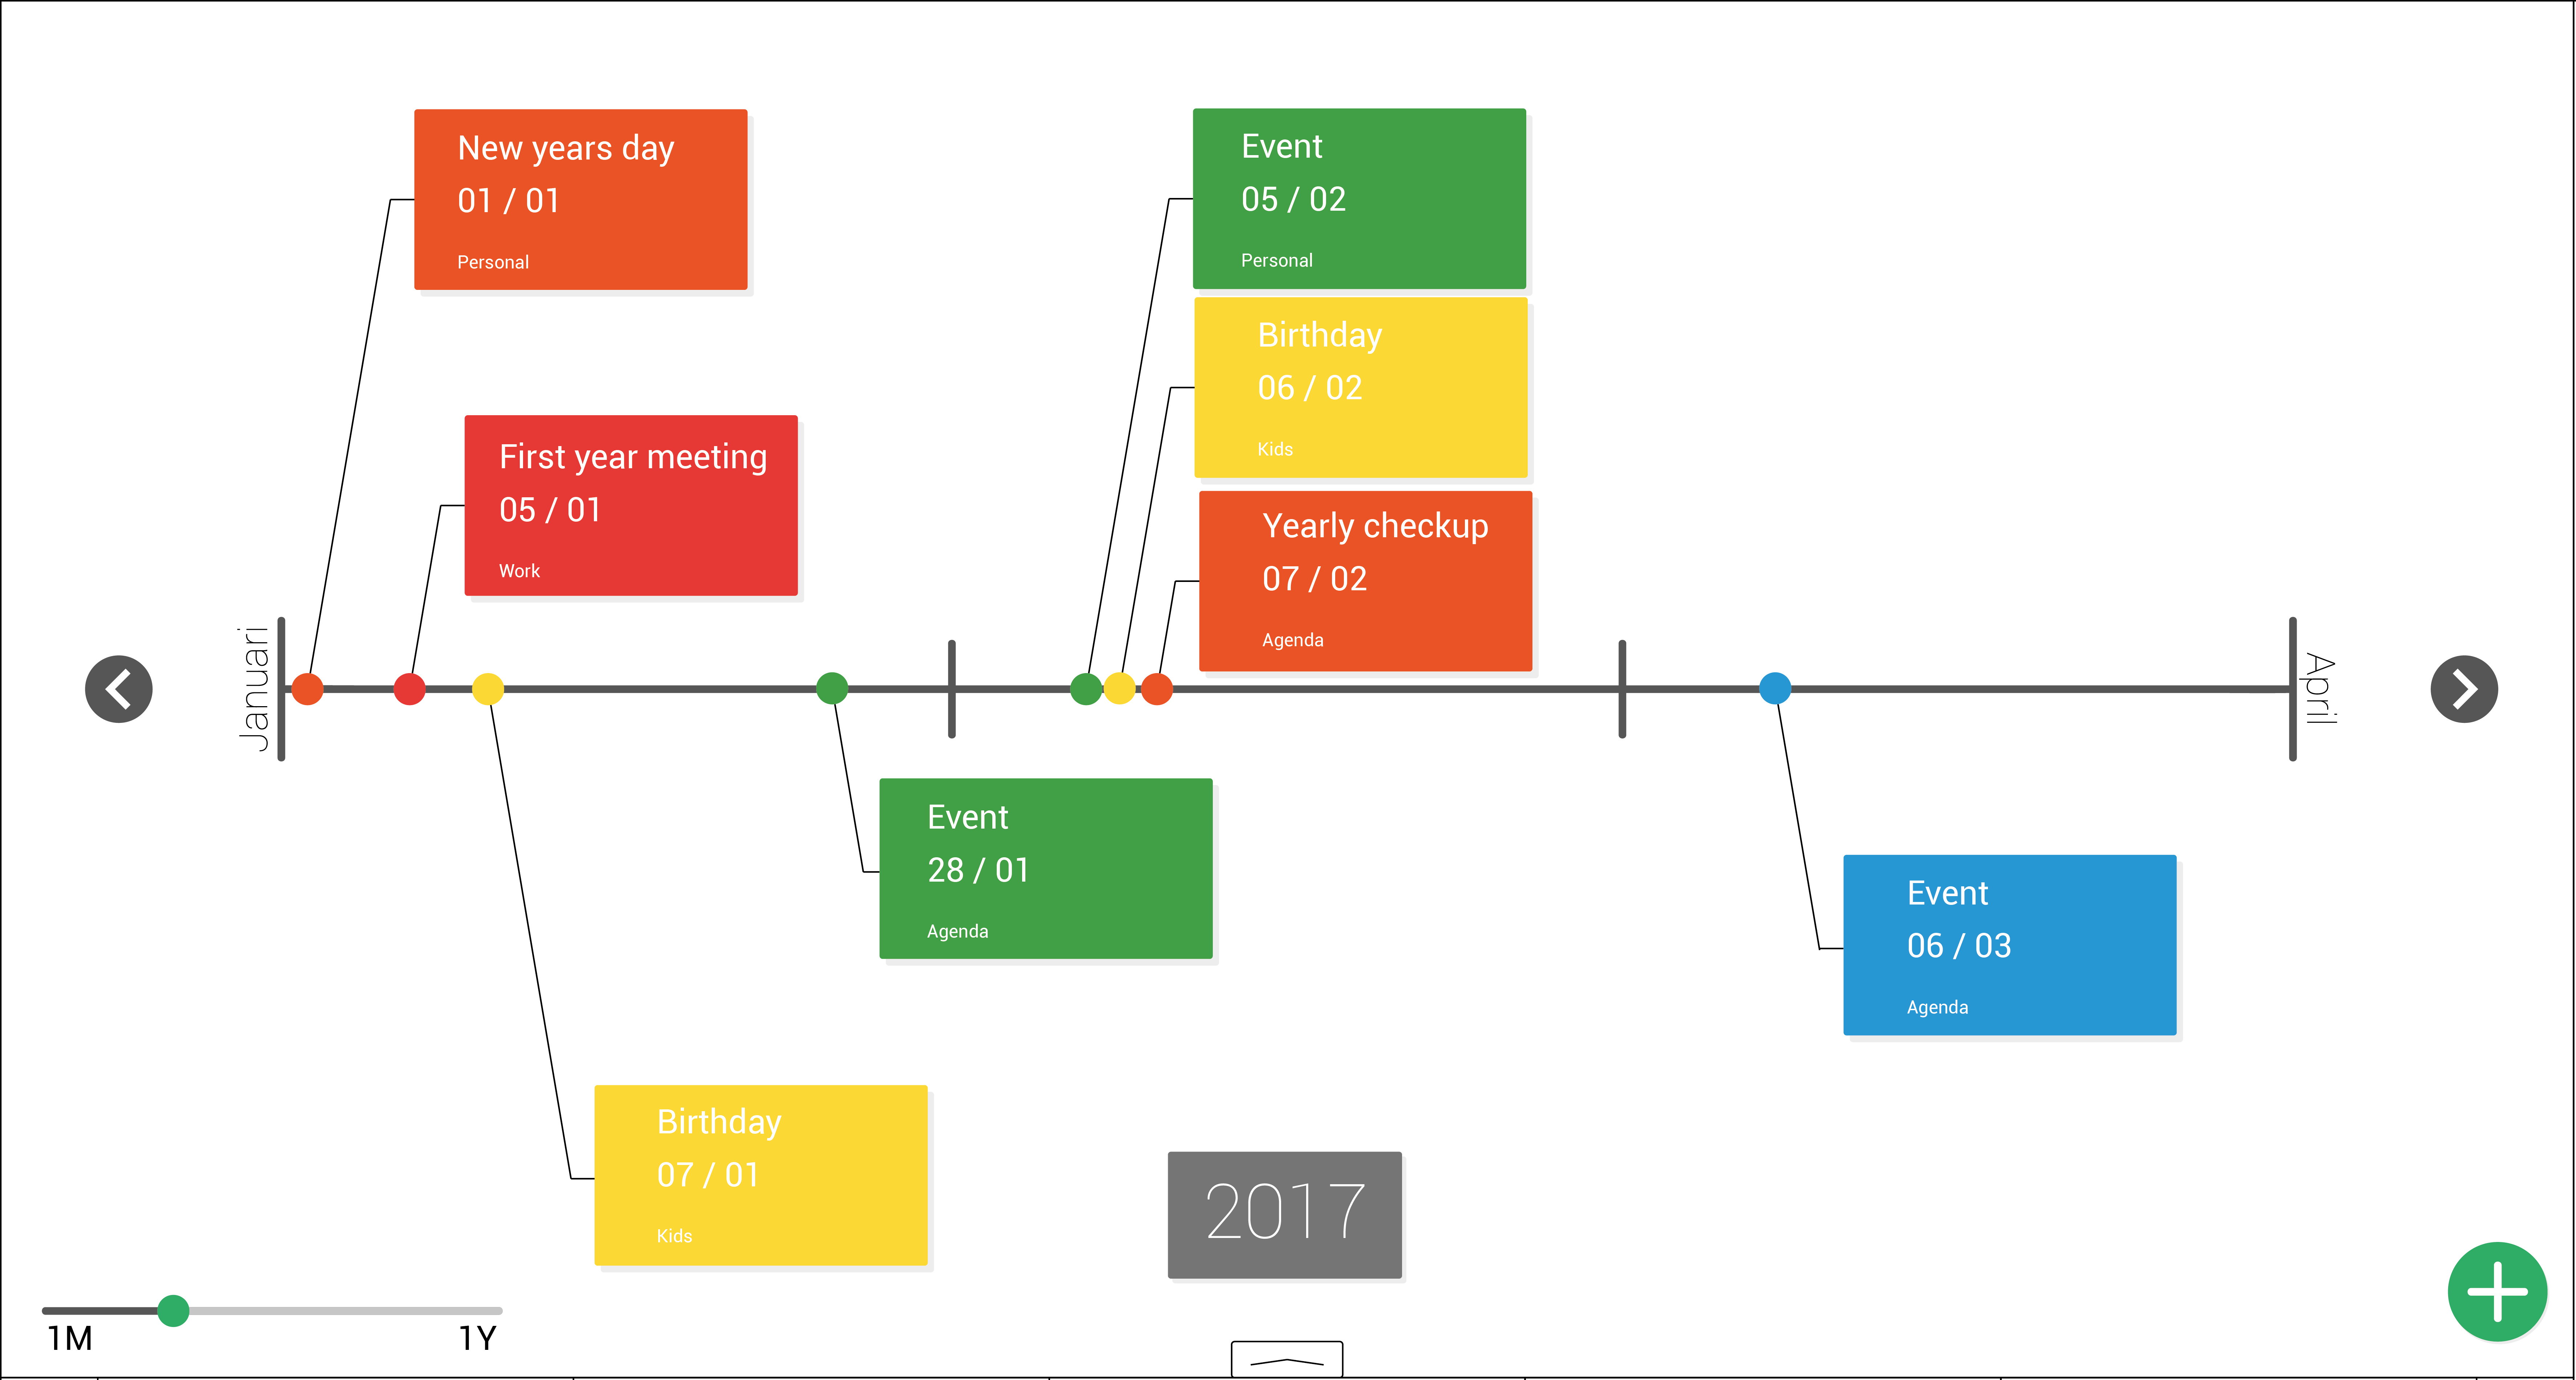 New years day
01 / 01
Personal
Event
05 / 02
Personal
Birthday
06 / 02
Kids
First year meeting
05 / 01
Work
Yearly checkup
07 / 02
Agenda
Januari
April
Event
28 / 01
Agenda
Event
06 / 03
Agenda
Birthday
07 / 01
Kids
2017
1M
1Y